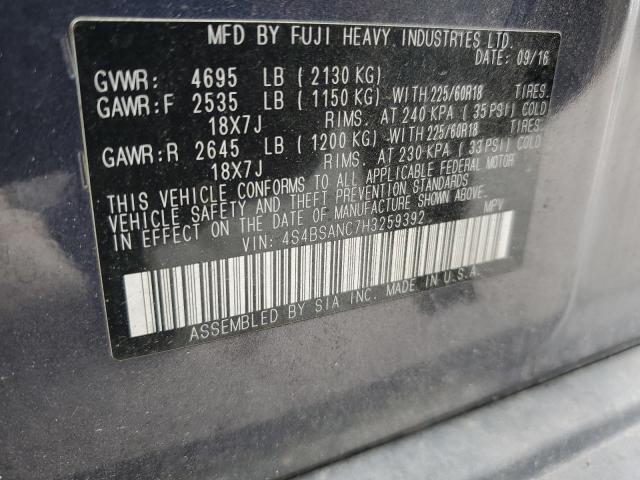 MFD BY FUJI HEAVY INDUSTRIES LTD.
DATE: 09/16
GVWR: 4695 LB ( 2130 KG)
GAWR:F 2535 LB ( 1150 KG) WITH 225/60R18 TIRES.
18X7J RIMS. AT 240 KPA ( 35 PSI) COLD
GAWR:R 2645 LB ( 1200 KG) WITH 225/60R18 TIRES.
18X7J RIMS. AT 230 KPA ( 33 PSI) COLD
THIS VEHICLE CONFORMS TO ALL APPLICABLE FEDERAL MOTOR
VEHICLE SAFETY AND THEFT PREVENTION STANDARDS
IN EFFECT ON THE DATE OF MANUFACTURE SHOWN ABOVE.
VIN: 4S4BSANC7H3259392 MPV
ASSEMBLED BY SIA INC. MADE IN U.S.A.